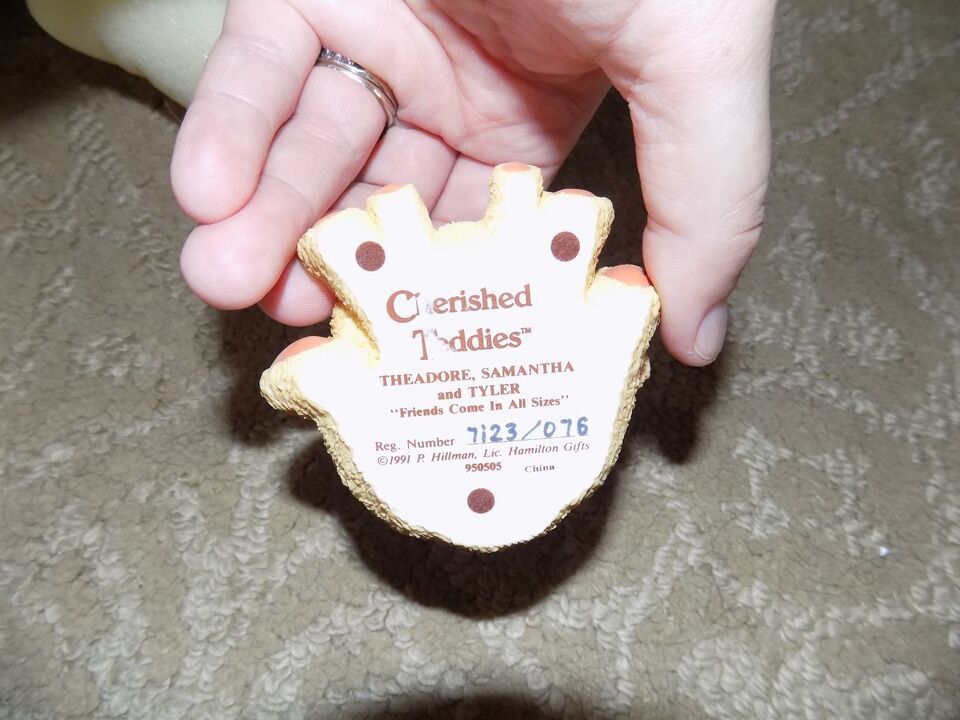 Cherished
Teddies™
THEADORE, SAMANTHA
and TYLER
"Friends Come In All Sizes"
Reg. Number 7i23/076
©1991 P. Hillman, Lic. Hamilton Gifts
950505 China